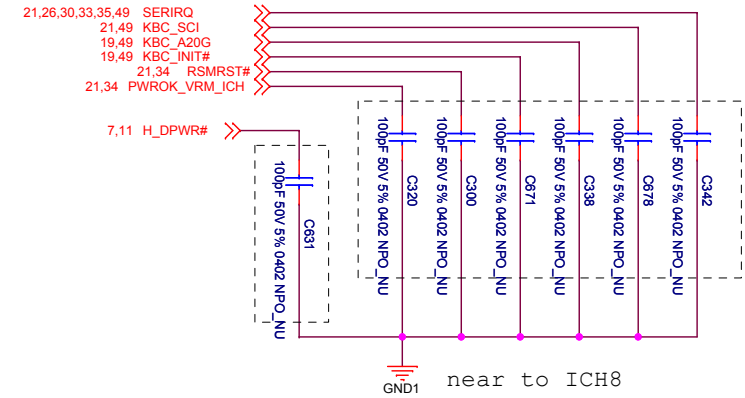 21,26,30,33,35,49 SERIRQ
21,49 KBC_SCI
19,49 KBC_A20G
19,49 KBC_INIT#
21,34 RSMRST#
21,34 PWROK_VRM_ICH
7,11 H_DPWR#
C631
100pF 50V 5% 0402 NPO_NU
C320
100pF 50V 5% 0402 NPO_NU
C300
100pF 50V 5% 0402 NPO_NU
C671
100pF 50V 5% 0402 NPO_NU
C338
100pF 50V 5% 0402 NPO_NU
C678
100pF 50V 5% 0402 NPO_NU
C342
100pF 50V 5% 0402 NPO_NU
GND1
near to ICH8